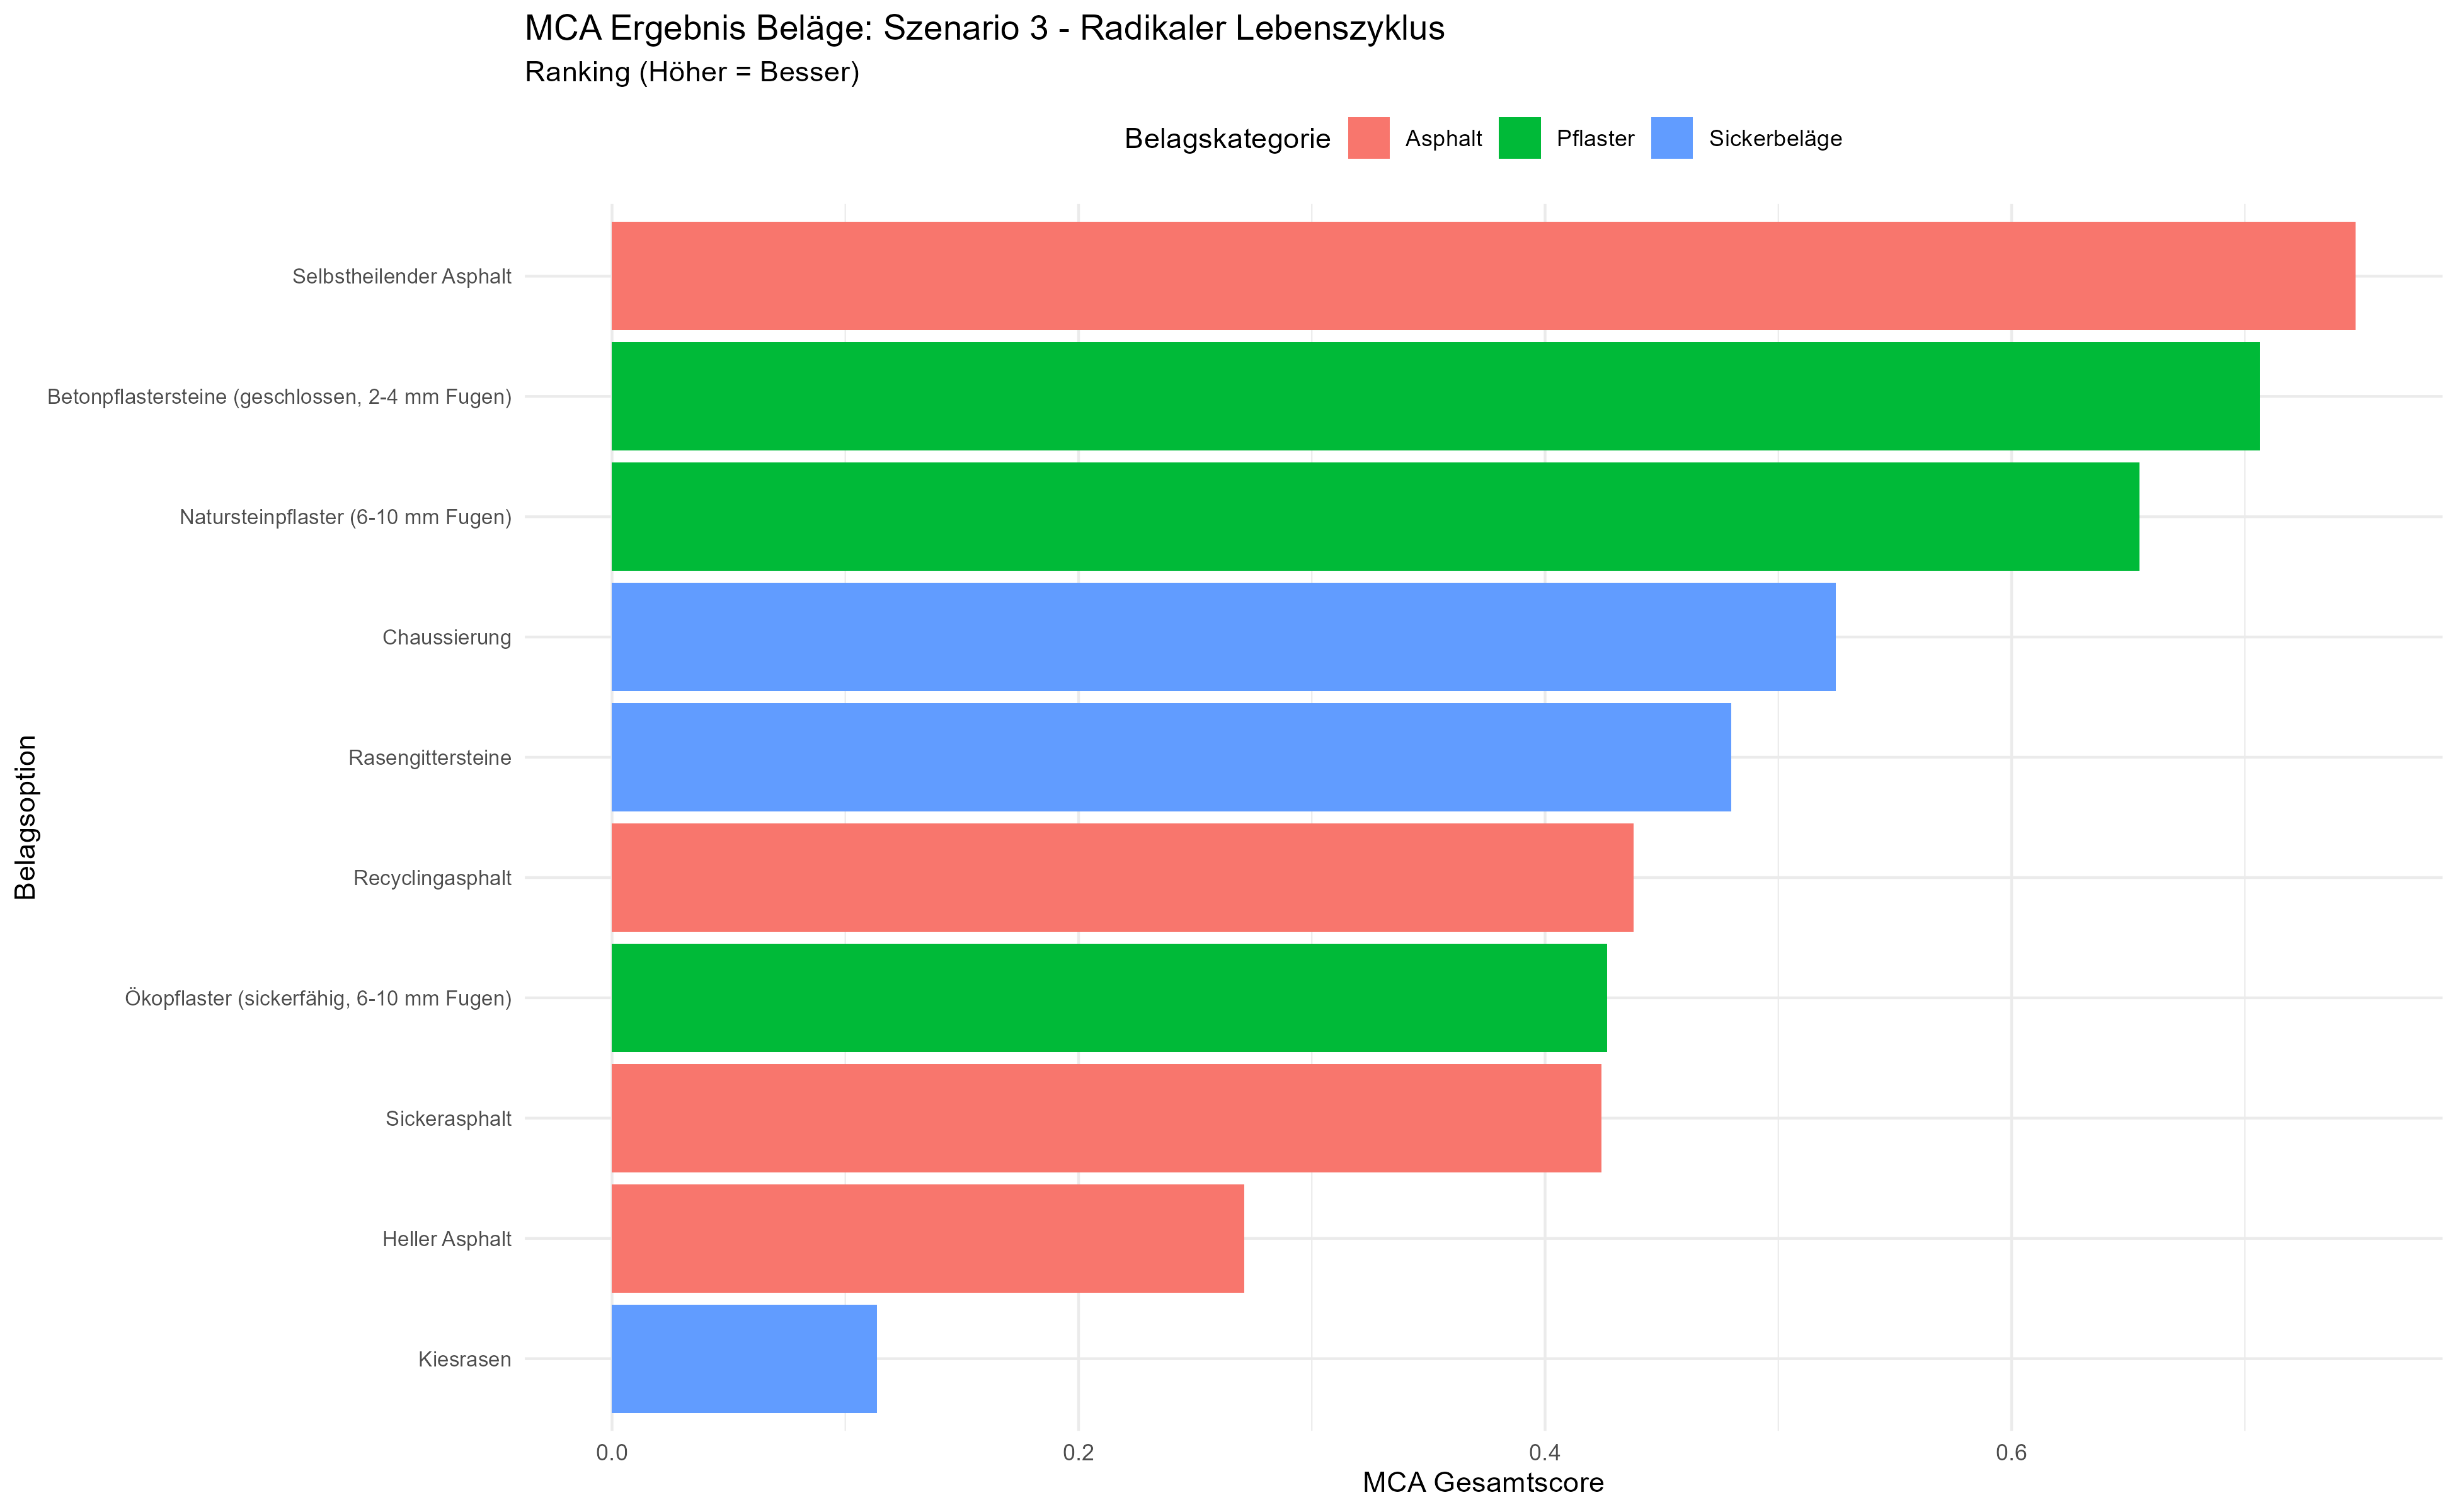 MCA Ergebnis Beläge: Szenario 3 - Radikaler Lebenszyklus
Ranking (Höher = Besser)
Belagskategorie Asphalt Pflaster Sickerbeläge
Selbstheilender Asphalt
Betonpflastersteine (geschlossen, 2-4 mm Fugen)
Natursteinpflaster (6-10 mm Fugen)
Chaussierung
Rasengittersteine
Recyclingasphalt
Ökopflaster (sickerfähig, 6-10 mm Fugen)
Sickerasphalt
Heller Asphalt
Kiesrasen
Belagsoption
0.0 0.2 0.4 0.6
MCA Gesamtscore